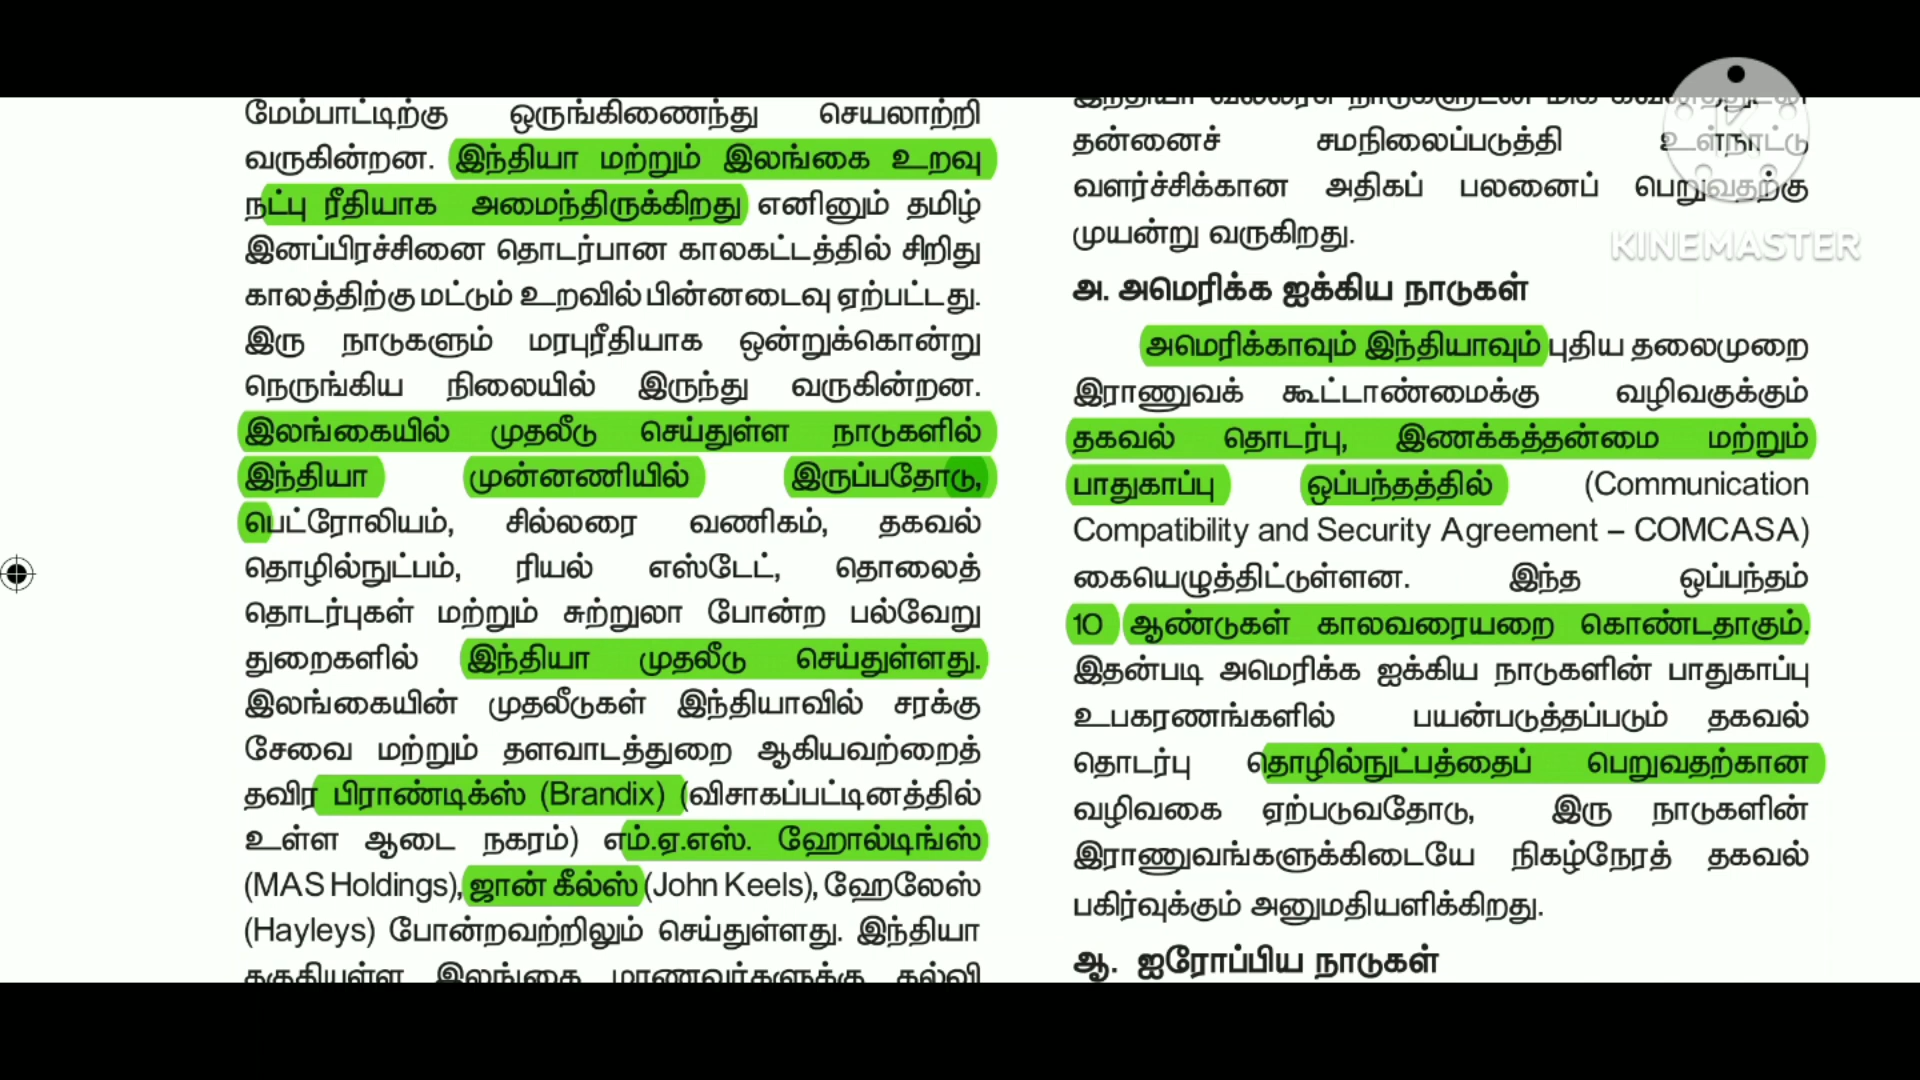 மேம்பாட்டிற்கு ஒருங்கிணைந்து செயலாற்றி
வருகின்றன. இந்தியா மற்றும் இலங்கை உறவு
நட்பு ரீதியாக அமைந்திருக்கிறது எனினும் தமிழ்
இனப்பிரச்சினை தொடர்பான காலகட்டத்தில் சிறிது
காலத்திற்கு மட்டும் உறவில் பின்னடைவு ஏற்பட்டது.
இரு நாடுகளும் மரபுரீதியாக ஒன்றுக்கொன்று
நெருங்கிய நிலையில் இருந்து வருகின்றன.
இலங்கையில் முதலீடு செய்துள்ள நாடுகளில்
இந்தியா முன்னணியில் இருப்பதோடு,
பெட்ரோலியம், சில்லரை வணிகம், தகவல்
தொழில்நுட்பம், ரியல் எஸ்டேட், தொலைத்
தொடர்புகள் மற்றும் சுற்றுலா போன்ற பல்வேறு
துறைகளில் இந்தியா முதலீடு செய்துள்ளது.
இலங்கையின் முதலீடுகள் இந்தியாவில் சரக்கு
சேவை மற்றும் தளவாடத்துறை ஆகியவற்றைத்
தவிர பிராண்டிக்ஸ் (Brandix) (விசாகப்பட்டினத்தில்
உள்ள ஆடை நகரம்) எம்.ஏ.எஸ். ஹோல்டிங்ஸ்
(MAS Holdings), ஜான் கீல்ஸ் (John Keels), ஹேலேஸ்
(Hayleys) போன்றவற்றிலும் செய்துள்ளது. இந்தியா
தகுதியுள்ள இலங்கை மாணவர்களுக்கு கல்வி
தன்னைச் சமநிலைப்படுத்தி உள்நாட்டு
வளர்ச்சிக்கான அதிகப் பலனைப் பெறுவதற்கு
முயன்று வருகிறது.
அ. அமெரிக்க ஐக்கிய நாடுகள்
அமெரிக்காவும் இந்தியாவும் புதிய தலைமுறை
இராணுவக் கூட்டாண்மைக்கு வழிவகுக்கும்
தகவல் தொடர்பு, இணக்கத்தன்மை மற்றும்
பாதுகாப்பு ஒப்பந்தத்தில் (Communication
Compatibility and Security Agreement – COMCASA)
கையெழுத்திட்டுள்ளன. இந்த ஒப்பந்தம்
10 ஆண்டுகள் காலவரையறை கொண்டதாகும்.
இதன்படி அமெரிக்க ஐக்கிய நாடுகளின் பாதுகாப்பு
உபகரணங்களில் பயன்படுத்தப்படும் தகவல்
தொடர்பு தொழில்நுட்பத்தைப் பெறுவதற்கான
வழிவகை ஏற்படுவதோடு, இரு நாடுகளின்
இராணுவங்களுக்கிடையே நிகழ்நேரத் தகவல்
பகிர்வுக்கும் அனுமதியளிக்கிறது.
ஆ. ஐரோப்பிய நாடுகள்
K
KINEMASTER